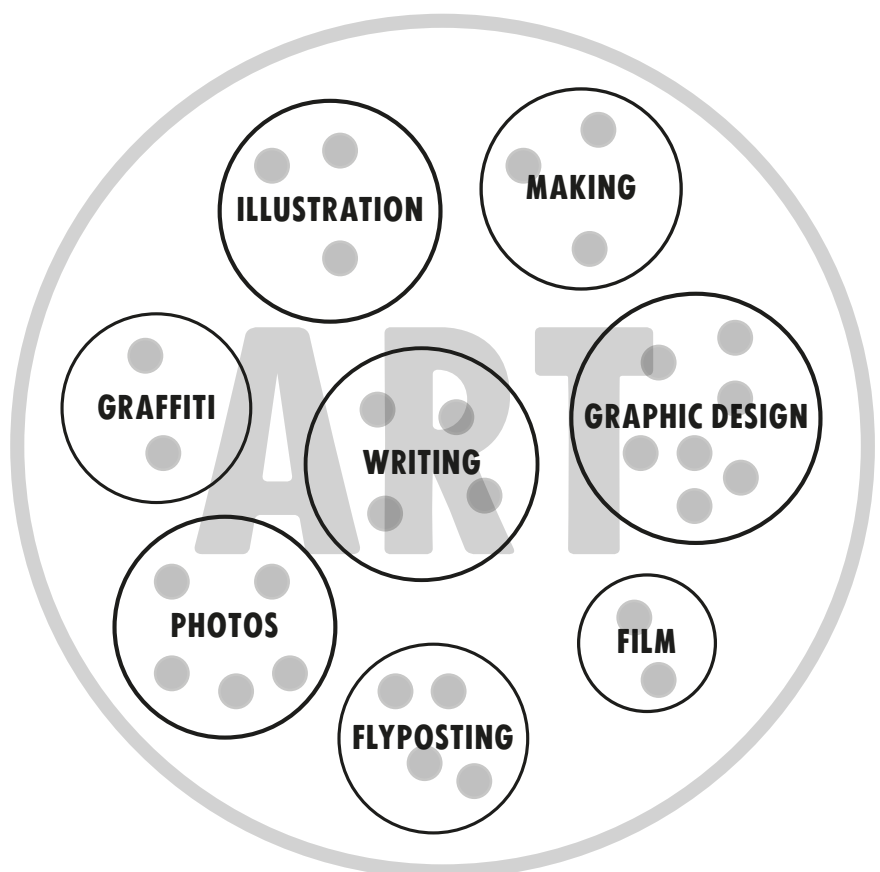 ILLUSTRATION
MAKING
ART
GRAFFITI
WRITING
GRAPHIC DESIGN
PHOTOS
FILM
FLYPOSTING